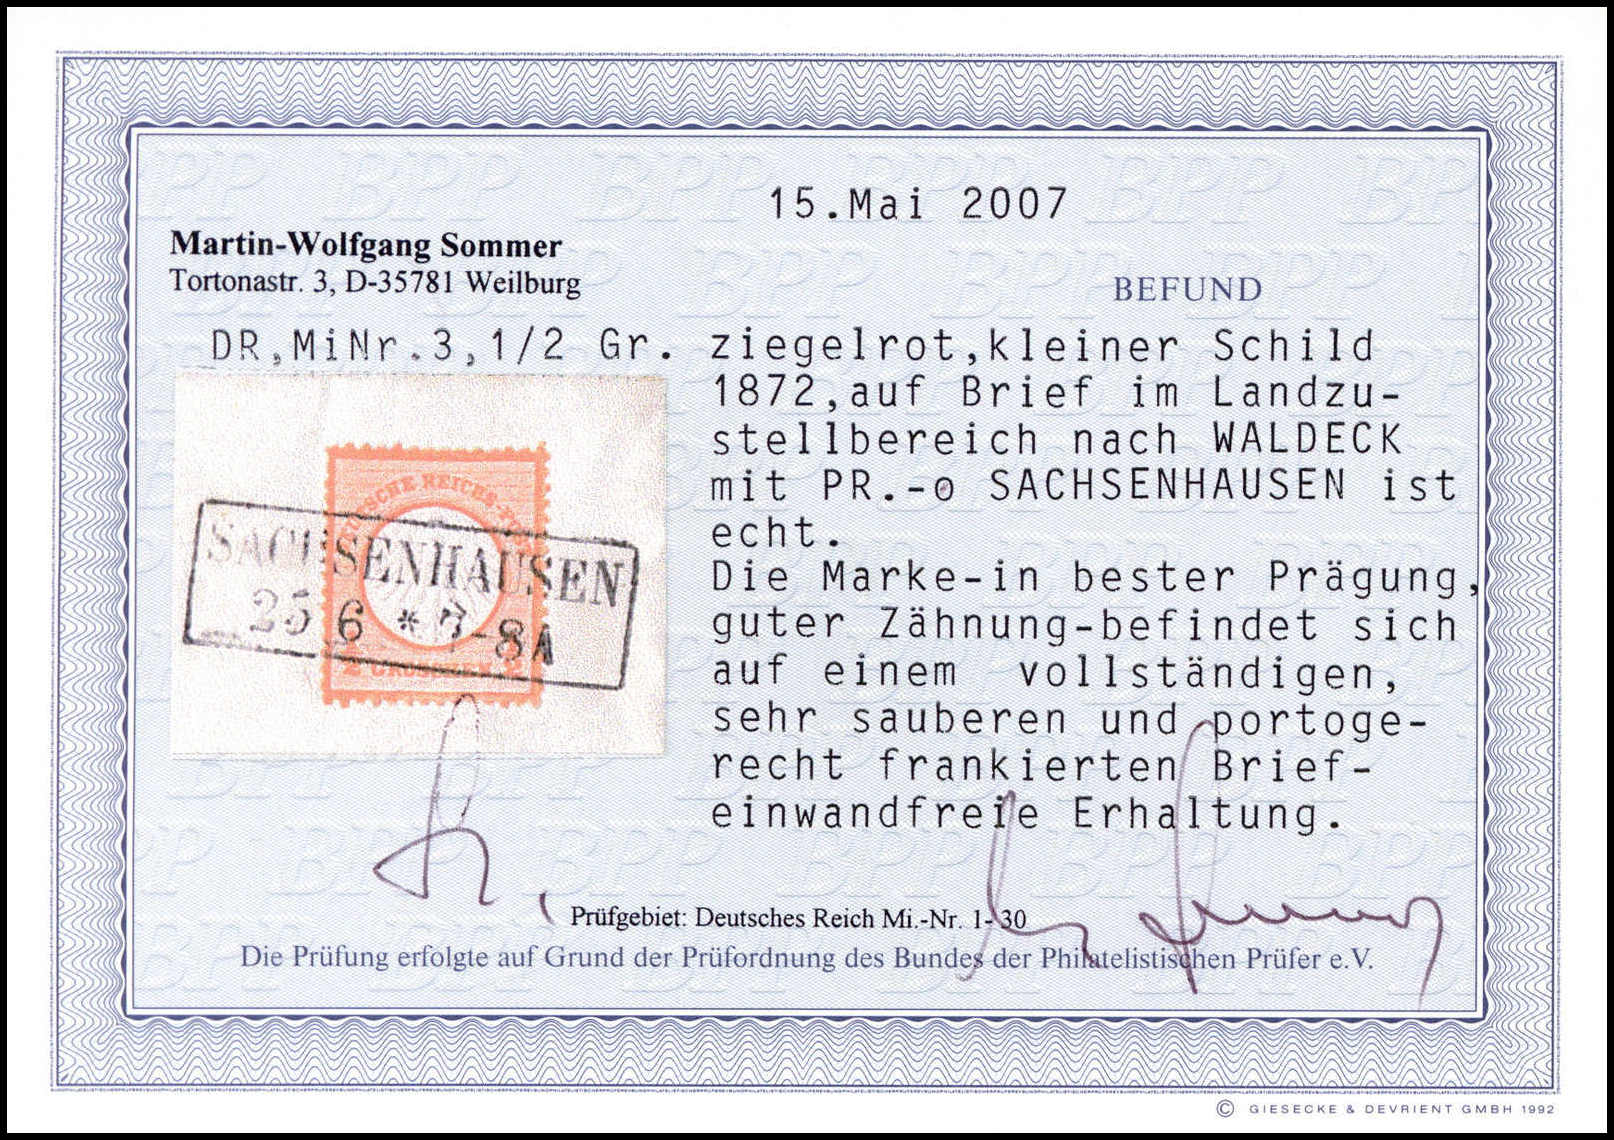 15.Mai 2007
Martin-Wolfgang Sommer
Tortonastr. 3, D-35781 Weilburg
BEFUND
DR,MiNr.3,1/2 Gr. ziegelrot,kleiner Schild
1872,auf Brief im Landzu-
stellbereich nach WALDECK
mit PR.-o SACHSENHAUSEN ist
echt.
Die Marke-in bester Prägung,
guter Zähnung-befindet sich
auf einem vollständigen,
sehr sauberen und portoge-
recht frankierten Brief-
einwandfreie Erhaltung.
SACHSENHAUSEN
25 6 * 7-8A
Prüfgebiet: Deutsches Reich Mi.-Nr. 1-30
Die Prüfung erfolgte auf Grund der Prüfordnung des Bundes der Philatelistischen Prüfer e.V.
© GIESECKE & DEVRIENT GMBH 1992